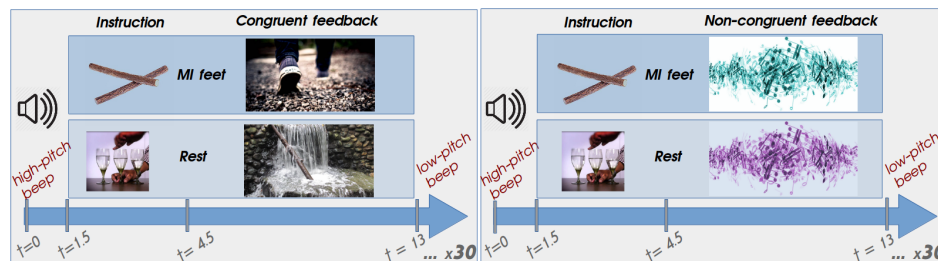 Instruction Congruent feedback
MI feet
Rest
high-pitch
beep
low-pitch
beep
t=0
t=1.5
t=4.5
t = 13
... x30
Instruction Non-congruent feedback
MI feet
Rest
high-pitch
beep
low-pitch
beep
t=0
t=1.5
t=4.5
t = 13
... x30